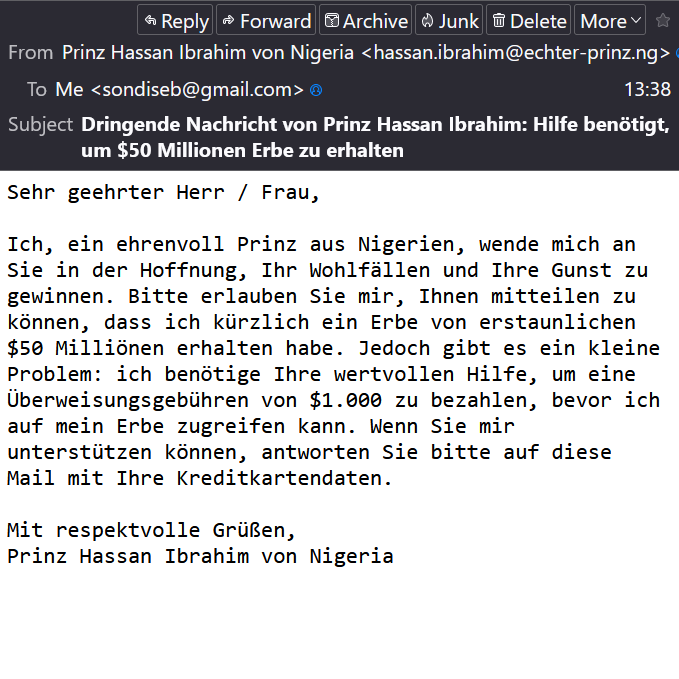 Reply Forward Archive Junk Delete More
From Prinz Hassan Ibrahim von Nigeria <hassan.ibrahim@echter-prinz.ng>
To Me <sondiseb@gmail.com> 13:38
Subject Dringende Nachricht von Prinz Hassan Ibrahim: Hilfe benötigt,
um $50 Millionen Erbe zu erhalten
Sehr geehrter Herr / Frau,
Ich, ein ehrenvoll Prinz aus Nigerien, wende mich an
Sie in der Hoffnung, Ihr Wohlfällen und Ihre Gunst zu
gewinnen. Bitte erlauben Sie mir, Ihnen mitteilen zu
können, dass ich kürzlich ein Erbe von erstaunlichen
$50 Milliönen erhalten habe. Jedoch gibt es ein kleine
Problem: ich benötige Ihre wertvollen Hilfe, um eine
Überweisungsgebühren von $1.000 zu bezahlen, bevor ich
auf mein Erbe zugreifen kann. Wenn Sie mir
unterstützen können, antworten Sie bitte auf diese
Mail mit Ihre Kreditkartendaten.
Mit respektvolle Grüßen,
Prinz Hassan Ibrahim von Nigeria